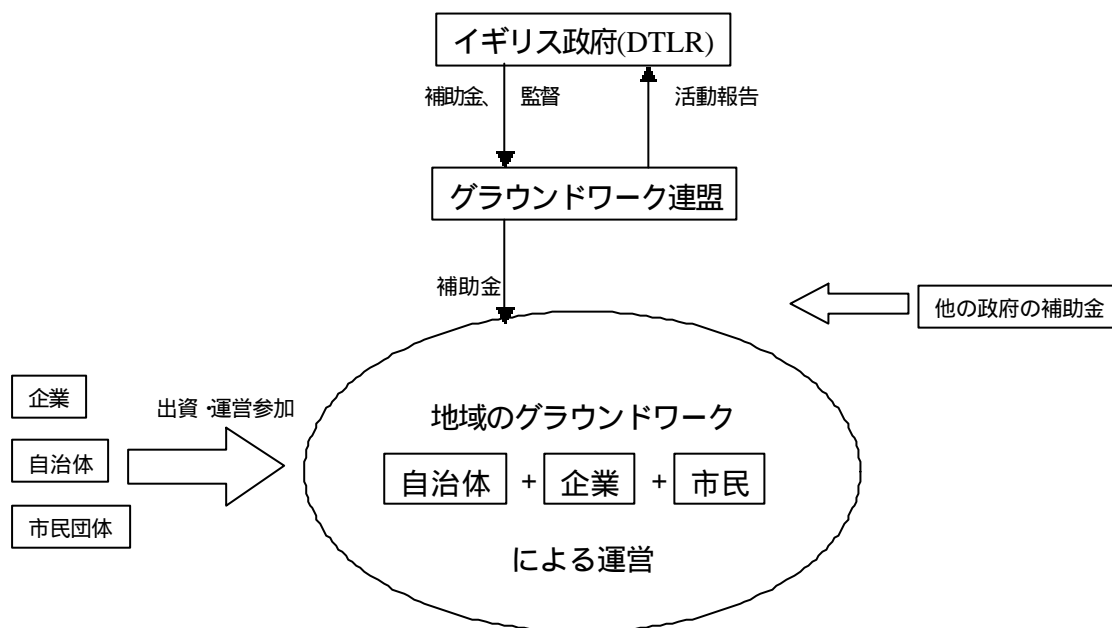 イギリス政府(DTLR)
補助金、 監督
活動報告
グラウンドワーク連盟
補助金
他の政府の補助金
企業
出資・運営参加
自治体
市民団体
地域のグラウンドワーク
自治体 + 企業 + 市民
による運営